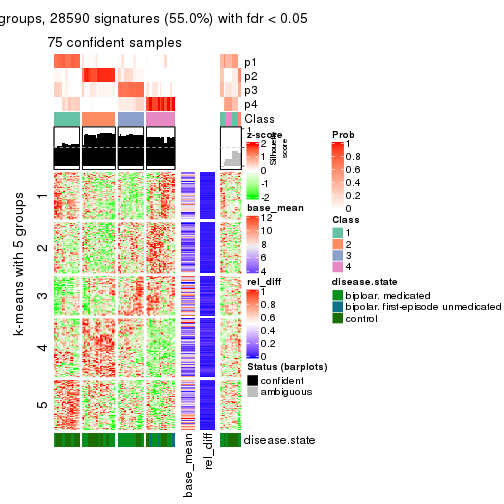 groups, 28590 signatures (55.0%) with fdr < 0.05
75 confident samples
p1
p2
p3
p4
Class
1
Silhouette
score
z-score
2
1
0
-1
-2
base_mean
12
10
8
6
4
rel_diff
1
0.8
0.6
0.4
0.2
0
Status (barplots)
confident
ambiguous
Prob
1
0.8
0.6
0.4
0.2
0
Class
1
2
3
4
disease.state
biploar. medicated
bipolar. first-episode unmedicated
control
k-means with 5 groups
1
2
3
4
5
disease.state
base_mean
rel_diff